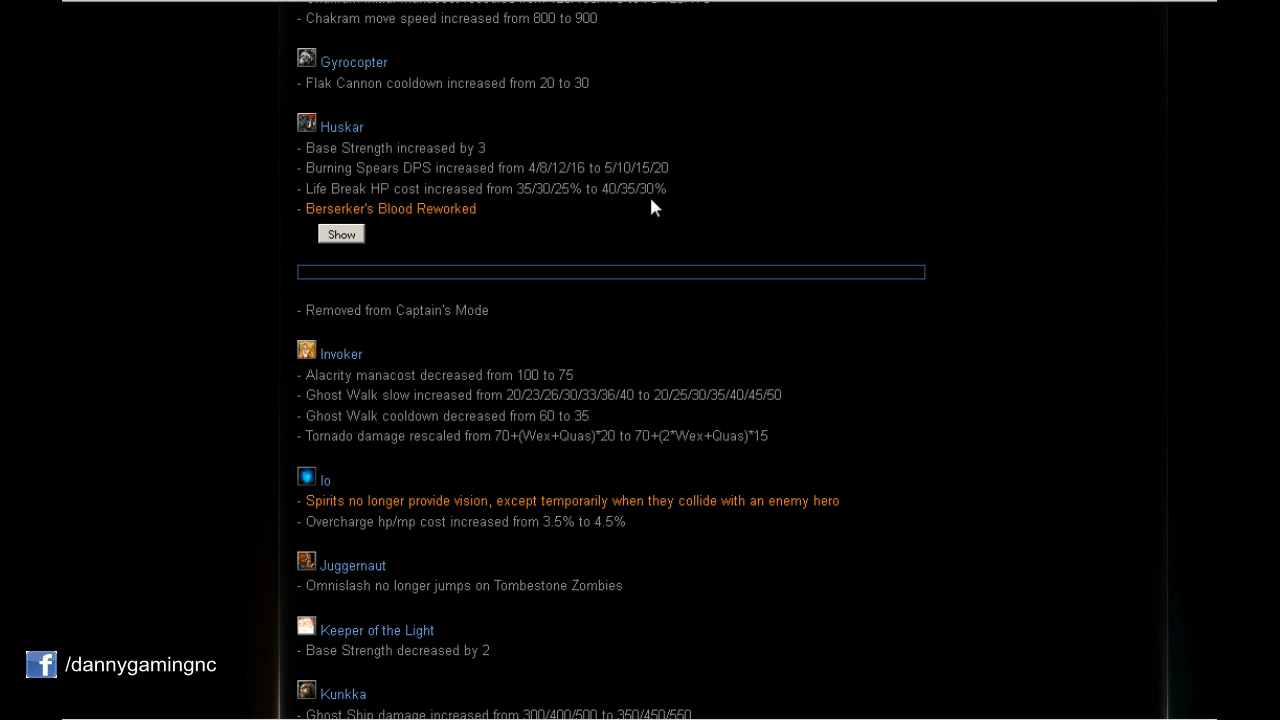 - Chakram move speed increased from 800 to 900
Gyrocopter
- Flak Cannon cooldown increased from 20 to 30
Huskar
- Base Strength increased by 3
- Burning Spears DPS increased from 4/8/12/16 to 5/10/15/20
- Life Break HP cost increased from 35/30/25% to 40/35/30%
- Berserker's Blood Reworked
Show
- Removed from Captain's Mode
Invoker
- Alacrity manacost decreased from 100 to 75
- Ghost Walk slow increased from 20/23/26/30/33/36/40 to 20/25/30/35/40/45/50
- Ghost Walk cooldown decreased from 60 to 35
- Tornado damage rescaled from 70+(Wex+Quas)*20 to 70+(2*Wex+Quas)*15
Io
- Spirits no longer provide vision, except temporarily when they collide with an enemy hero
- Overcharge hp/mp cost increased from 3.5% to 4.5%
Juggernaut
- Omnislash no longer jumps on Tombestone Zombies
Keeper of the Light
- Base Strength decreased by 2
/dannygamingnc
Kunkka
- Ghost Ship damage increased from 300/400/500 to 350/450/550